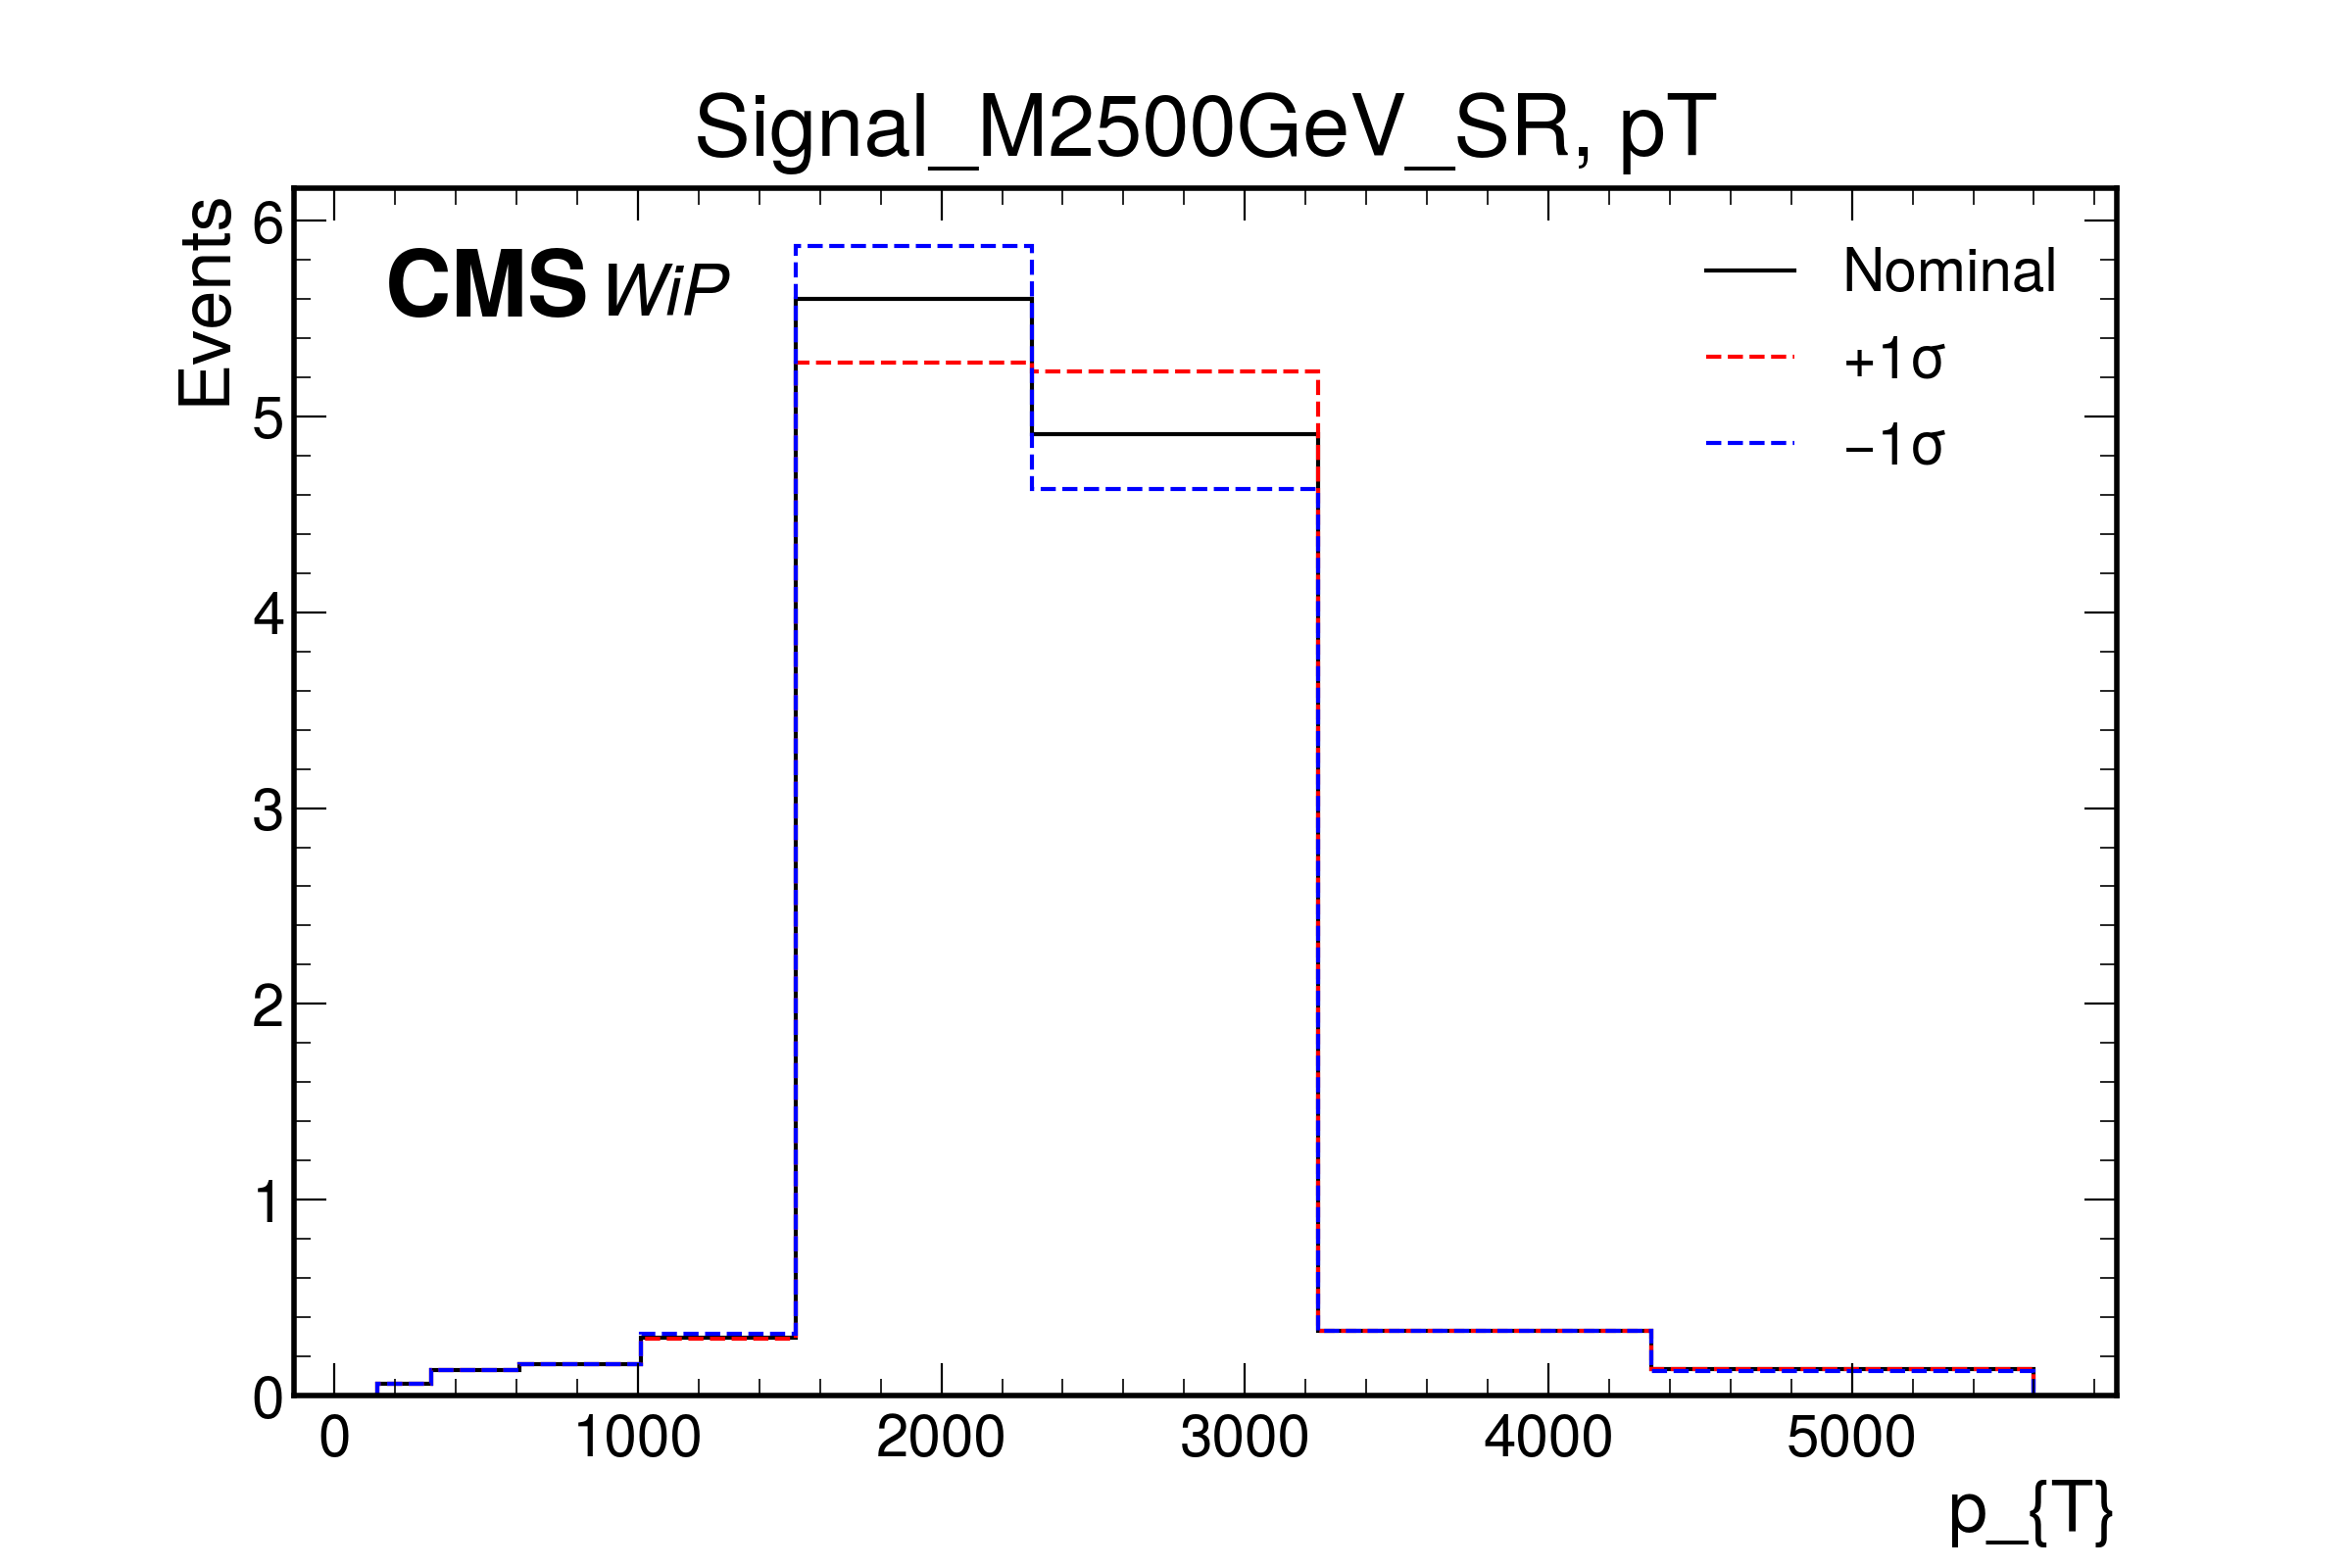 Signal_M2500GeV_SR, pT
Events
CMS WiP
Nominal
+1σ
−1σ
6
5
4
3
2
1
0
0 1000 2000 3000 4000 5000
p_{T}